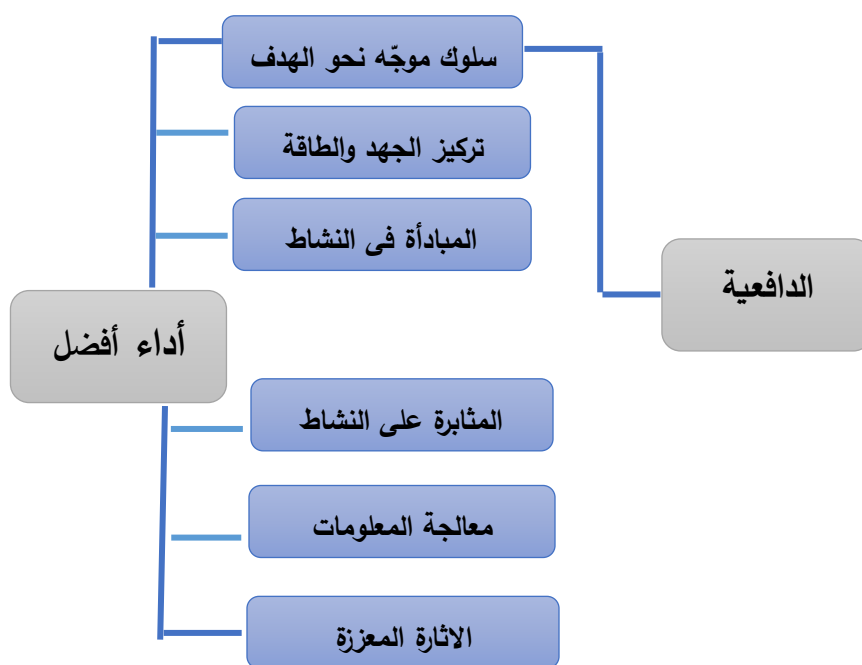 سلوك موجّه نحو الهدف
تركيز الجهد والطاقة
المبادأة فى النشاط
الدافعية
أداء أفضل
المثابرة على النشاط
معالجة المعلومات
الاثارة المعززة